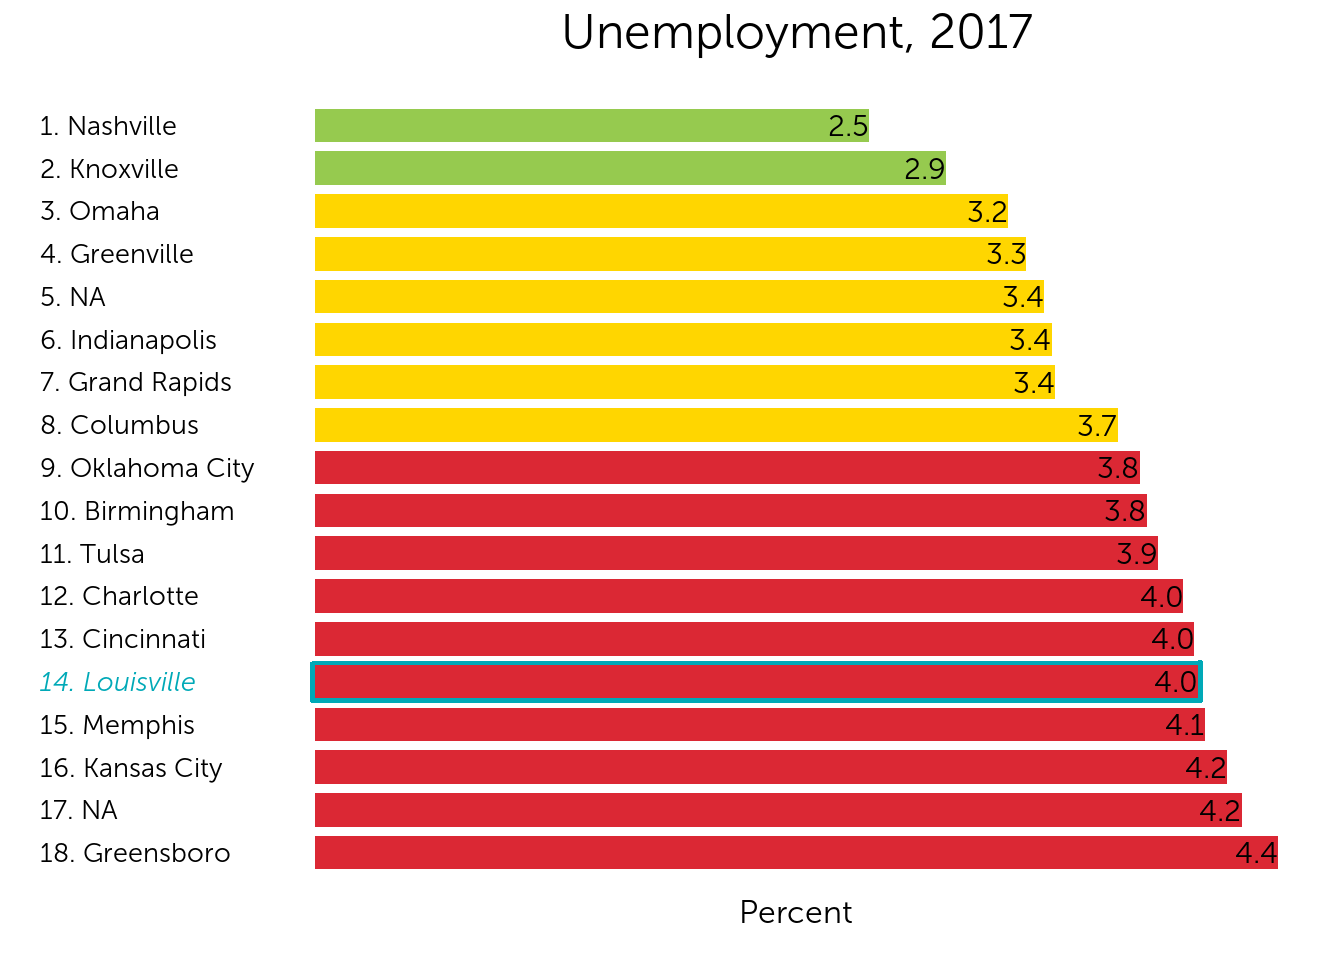 Unemployment, 2017
1. Nashville 2.5
2. Knoxville 2.9
3. Omaha 3.2
4. Greenville 3.3
5. NA 3.4
6. Indianapolis 3.4
7. Grand Rapids 3.4
8. Columbus 3.7
9. Oklahoma City 3.8
10. Birmingham 3.8
11. Tulsa 3.9
12. Charlotte 4.0
13. Cincinnati 4.0
14. Louisville 4.0
15. Memphis 4.1
16. Kansas City 4.2
17. NA 4.2
18. Greensboro 4.4
Percent